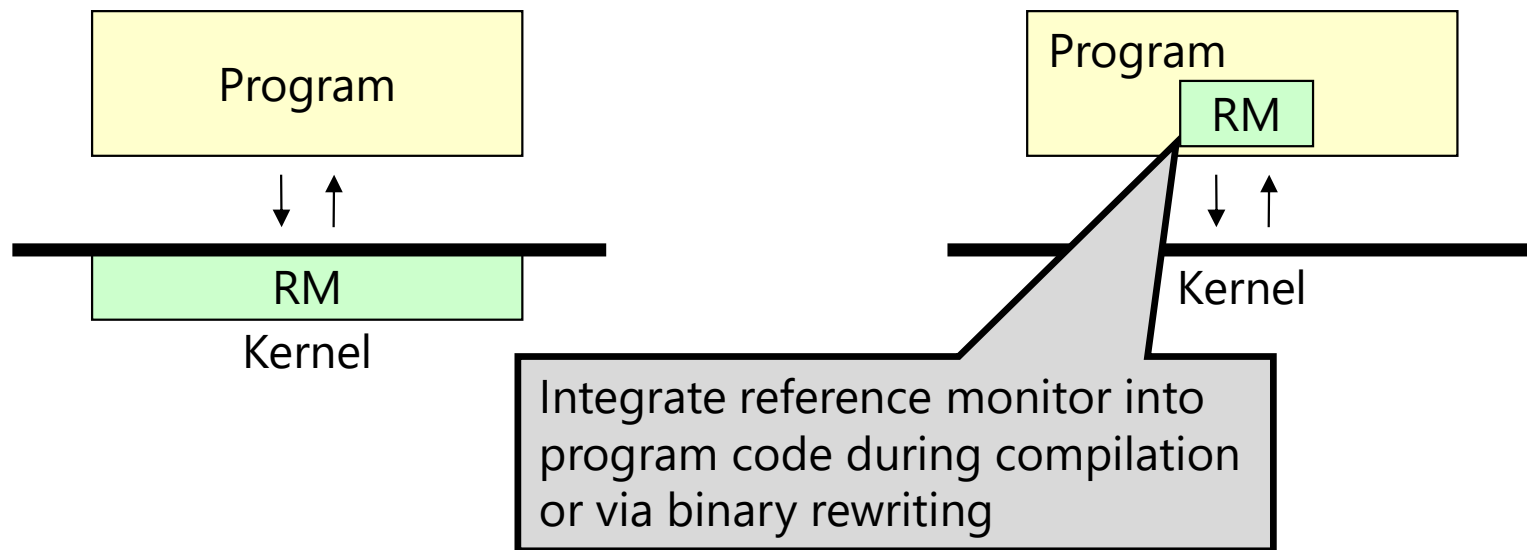 Program
RM
Kernel
Program
RM
Kernel
Integrate reference monitor into
program code during compilation
or via binary rewriting